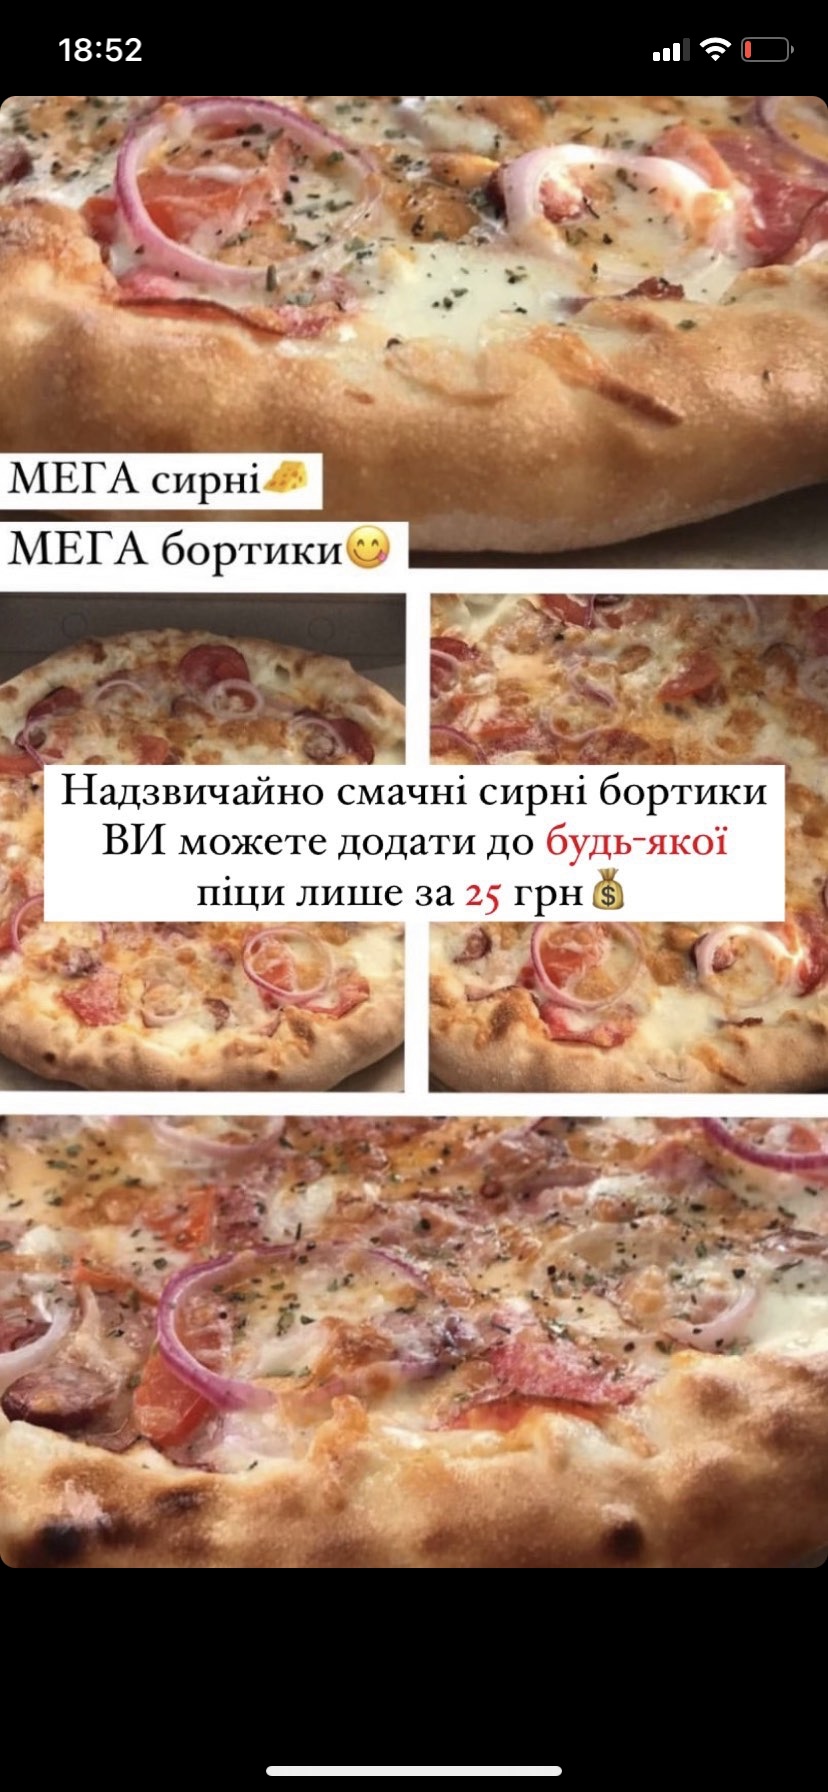 18:52
МЕГА сирні🧀
МЕГА бортики😋
Надзвичайно смачні сирні бортики
ВИ можете додати до будь-якої
піци лише за 25 грн💰